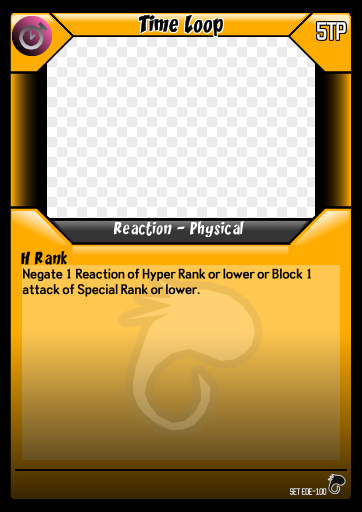 Time Loop
5TP
Reaction - Physical
H Rank
Negate 1 Reaction of Hyper Rank or lower or Block 1
attack of Special Rank or lower.
SET EOE-100